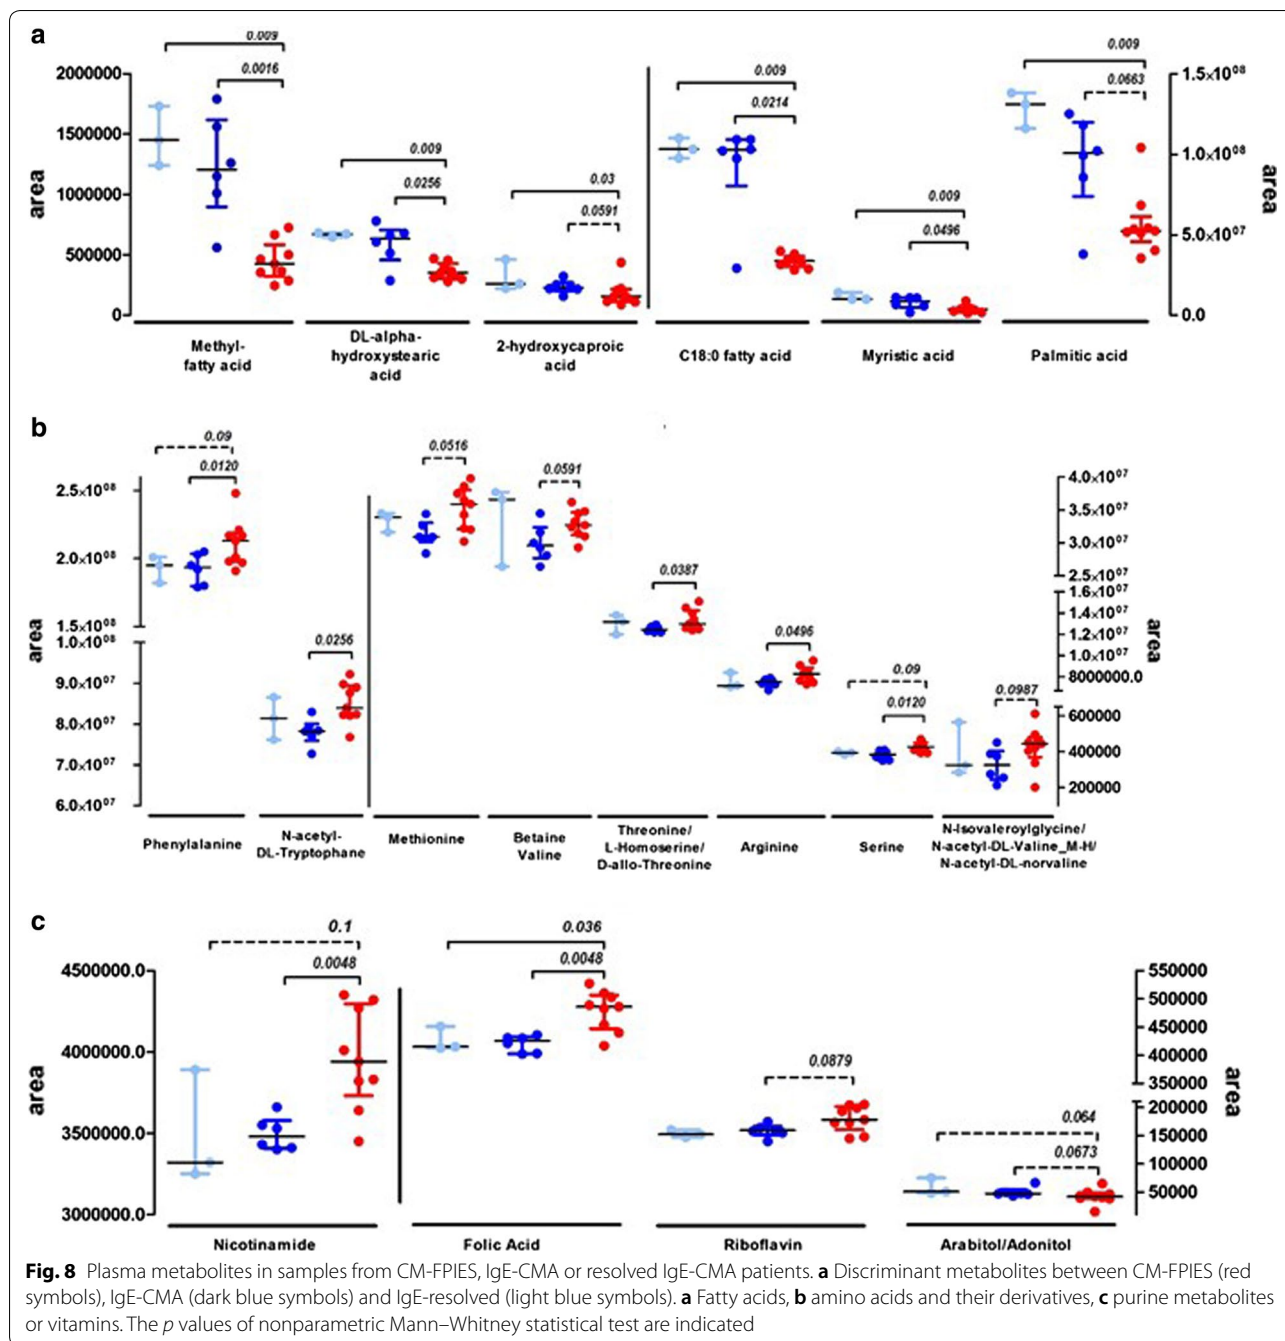 a
0.009
0.0016
0.009
0.0256
0.03
0.0591
0.009
0.0214
0.009
0.0496
0.009
0.0663
2000000
1500000
1000000
500000
0
area
1.5×10⁰⁸
1.0×10⁰⁸
5.0×10⁰⁷
0.0
area
Methyl-
fatty acid
DL-alpha-
hydroxystearic
acid
2-hydroxycaproic
acid
C18:0 fatty acid
Myristic acid
Palmitic acid
b
0.09
0.0120
0.0256
0.0516
0.0591
0.0387
0.0496
0.09
0.0120
0.0987
2.5×10⁰⁸
2.0×10⁰⁸
1.5×10⁰⁸
1.0×10⁰⁸
9.0×10⁰⁷
8.0×10⁰⁷
7.0×10⁰⁷
6.0×10⁰⁷
area
4.0×10⁰⁷
3.5×10⁰⁷
3.0×10⁰⁷
2.5×10⁰⁷
1.6×10⁰⁷
1.4×10⁰⁷
1.2×10⁰⁷
1.0×10⁰⁷
8000000.0
600000
400000
200000
area
Phenylalanine
N-acetyl-
DL-Tryptophane
Methionine
Betaine
Valine
Threonine/
L-Homoserine/
D-allo-Threonine
Arginine
Serine
N-Isovaleroylglycine/
N-acetyl-DL-Valine_M-H/
N-acetyl-DL-norvaline
c
0.1
0.0048
0.036
0.0048
0.0879
0.064
0.0673
4500000.0
4000000.0
3500000.0
3000000.0
area
550000
500000
450000
400000
350000
200000
150000
100000
50000
area
Nicotinamide
Folic Acid
Riboflavin
Arabitol/Adonitol
Fig. 8 Plasma metabolites in samples from CM-FPIES, IgE-CMA or resolved IgE-CMA patients. a Discriminant metabolites between CM-FPIES (red
symbols), IgE-CMA (dark blue symbols) and IgE-resolved (light blue symbols). a Fatty acids, b amino acids and their derivatives, c purine metabolites
or vitamins. The p values of nonparametric Mann–Whitney statistical test are indicated